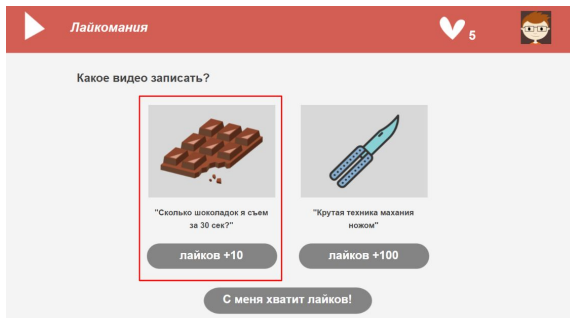 Лайкомания
5
Какое видео записать?
"Сколько шоколадок я съем
за 30 сек?"
лайков +10
"Крутая техника махания
ножом"
лайков +100
С меня хватит лайков!